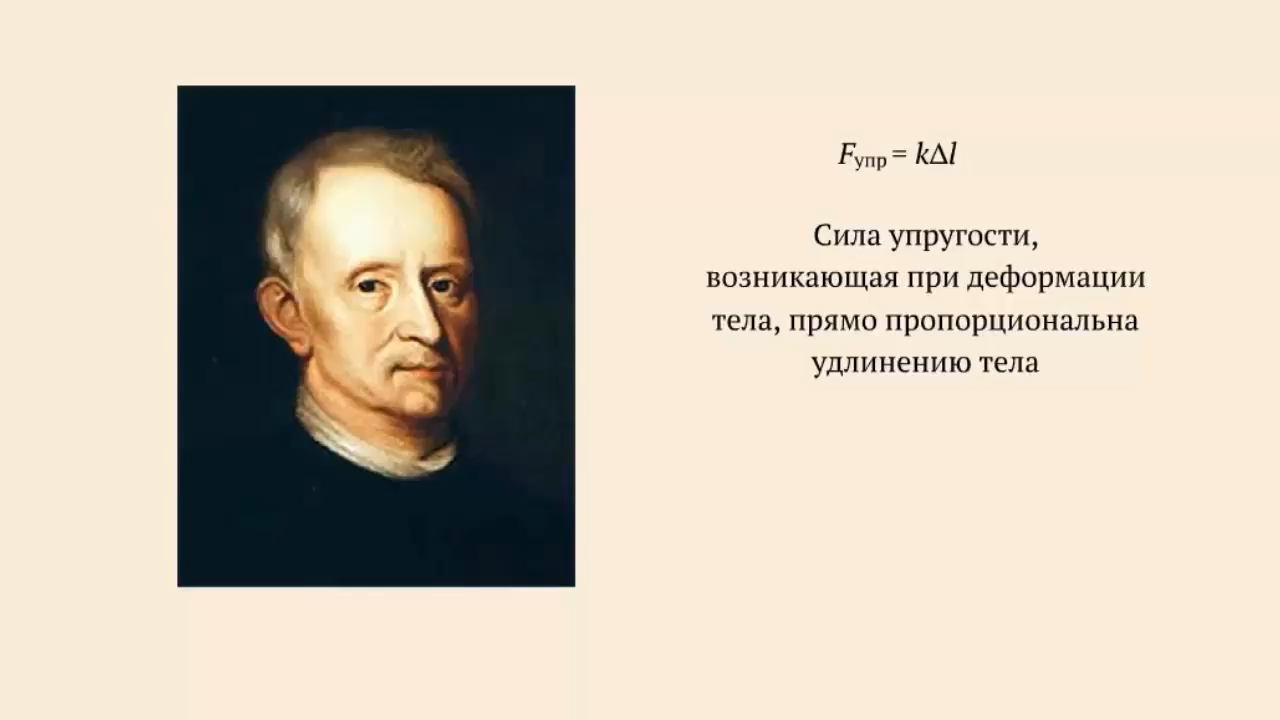 Fупр = kΔl
Сила упругости,
возникающая при деформации
тела, прямо пропорциональна
удлинению тела